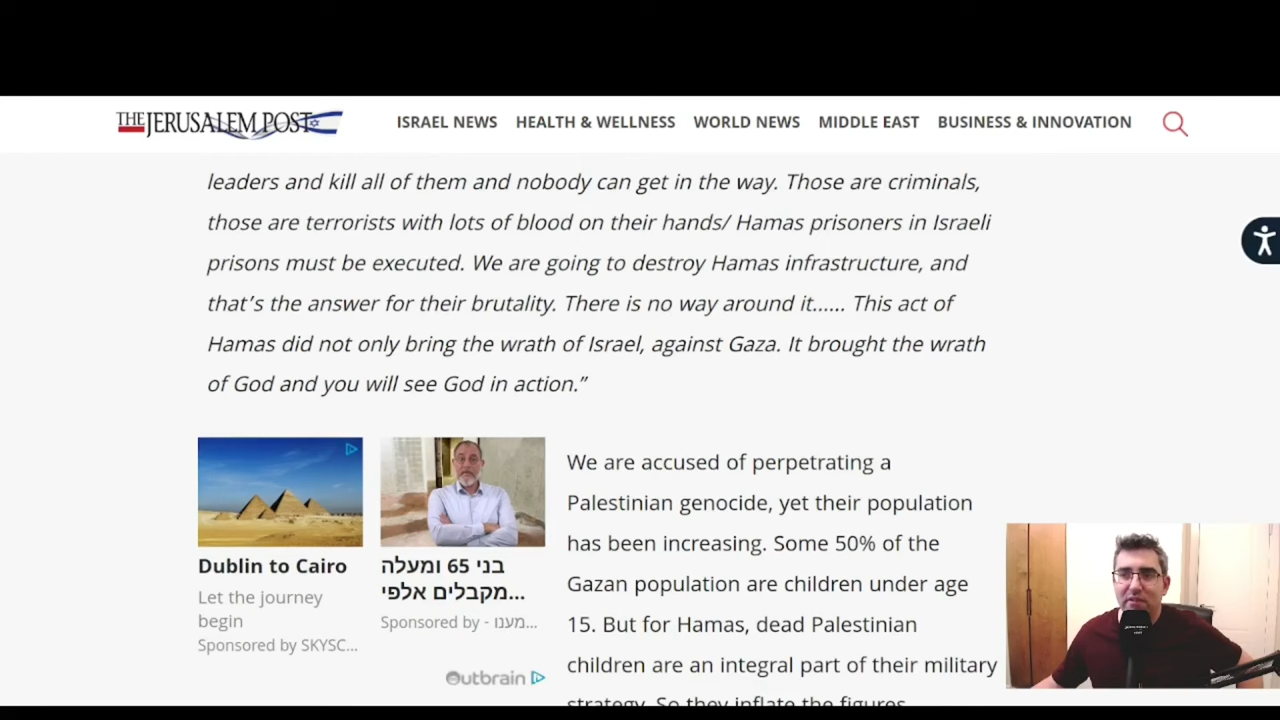 THE JERUSALEM POST
ISRAEL NEWS HEALTH & WELLNESS WORLD NEWS MIDDLE EAST BUSINESS & INNOVATION
leaders and kill all of them and nobody can get in the way. Those are criminals,
those are terrorists with lots of blood on their hands/ Hamas prisoners in Israeli
prisons must be executed. We are going to destroy Hamas infrastructure, and
that’s the answer for their brutality. There is no way around it...... This act of
Hamas did not only bring the wrath of Israel, against Gaza. It brought the wrath
of God and you will see God in action.”
Dublin to Cairo
Let the journey
begin
Sponsored by SKYSC...
בני 65 ומעלה
מקבלים אלפי...
Sponsored by - מענו...
Outbrain
We are accused of perpetrating a
Palestinian genocide, yet their population
has been increasing. Some 50% of the
Gazan population are children under age
15. But for Hamas, dead Palestinian
children are an integral part of their military
strategy. So they inflate the figures